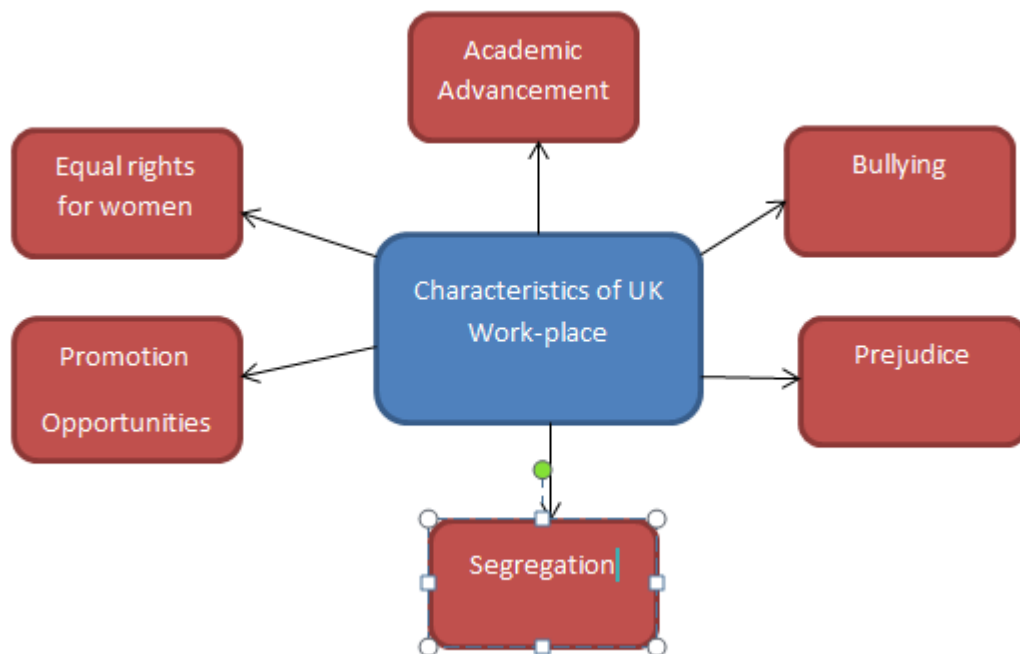 Academic
Advancement
Equal rights
for women
Bullying
Characteristics of UK
Work-place
Promotion
Opportunities
Prejudice
Segregation